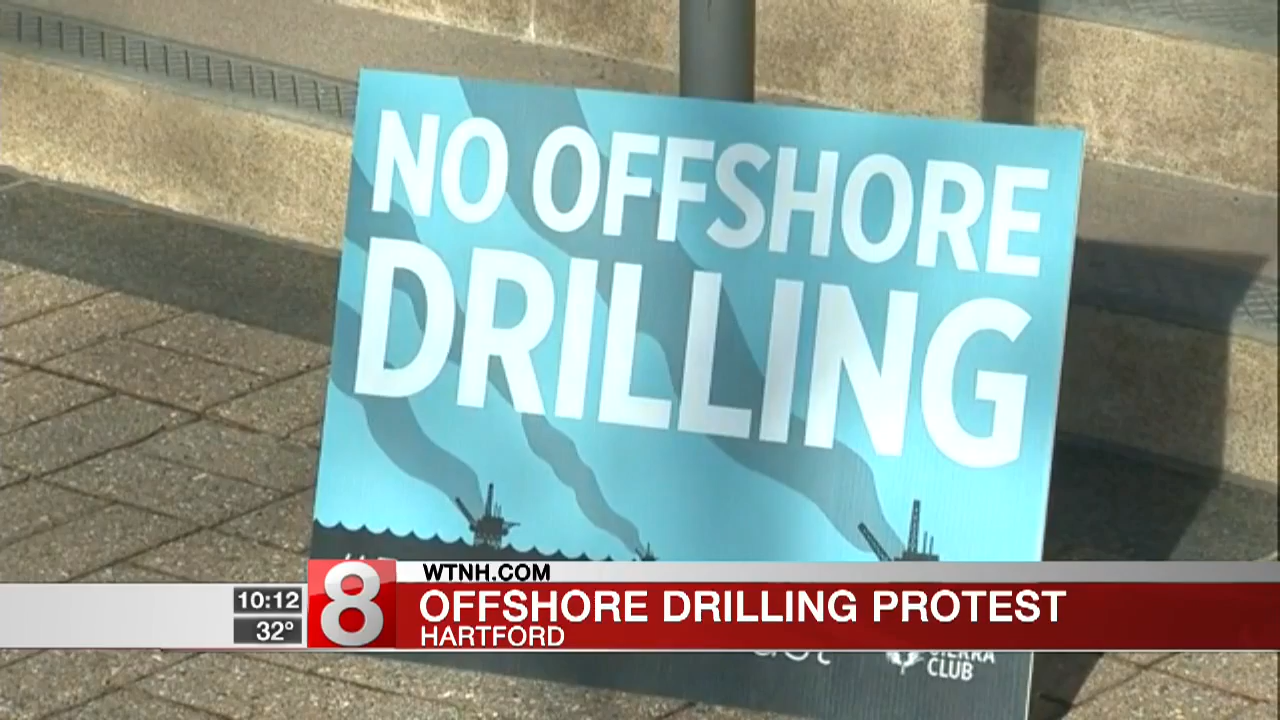 NO OFFSHORE
DRILLING
WTNH.COM
8
10:12
OFFSHORE DRILLING PROTEST
32°
HARTFORD
SIERRA
CLUB